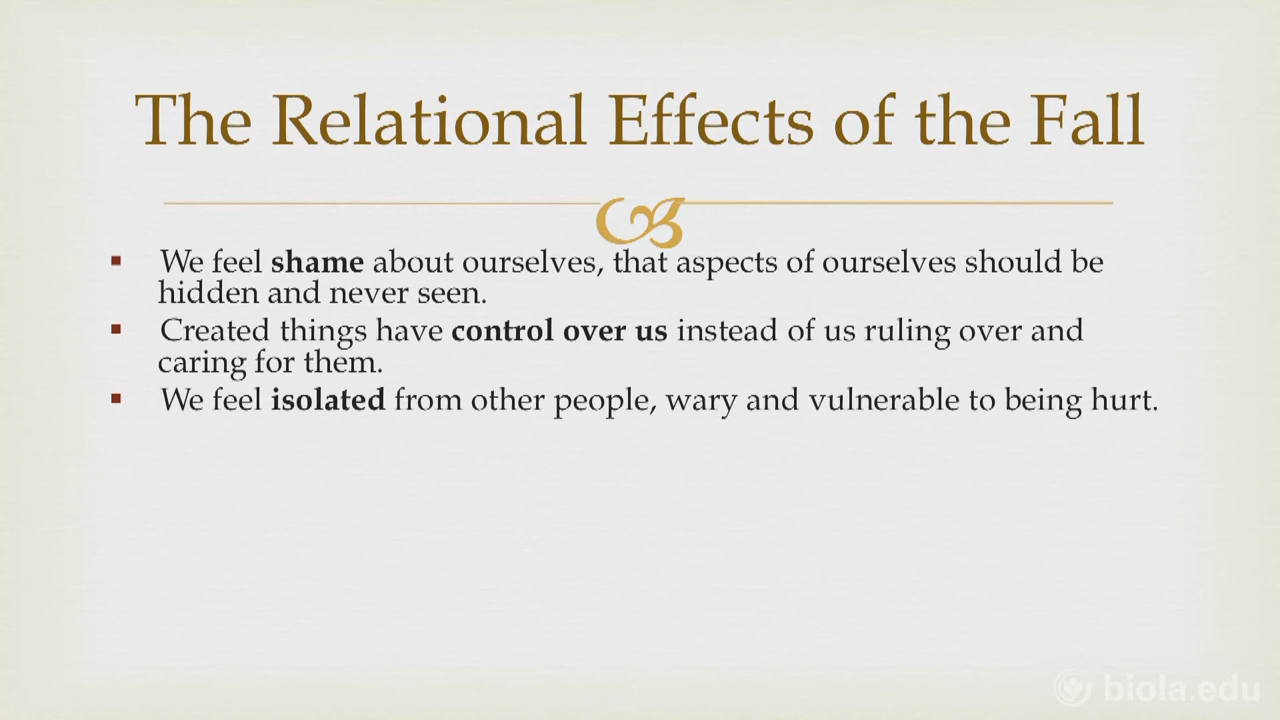 The Relational Effects of the Fall
▪ We feel shame about ourselves, that aspects of ourselves should be
hidden and never seen.
▪ Created things have control over us instead of us ruling over and
caring for them.
▪ We feel isolated from other people, wary and vulnerable to being hurt.
biola.edu